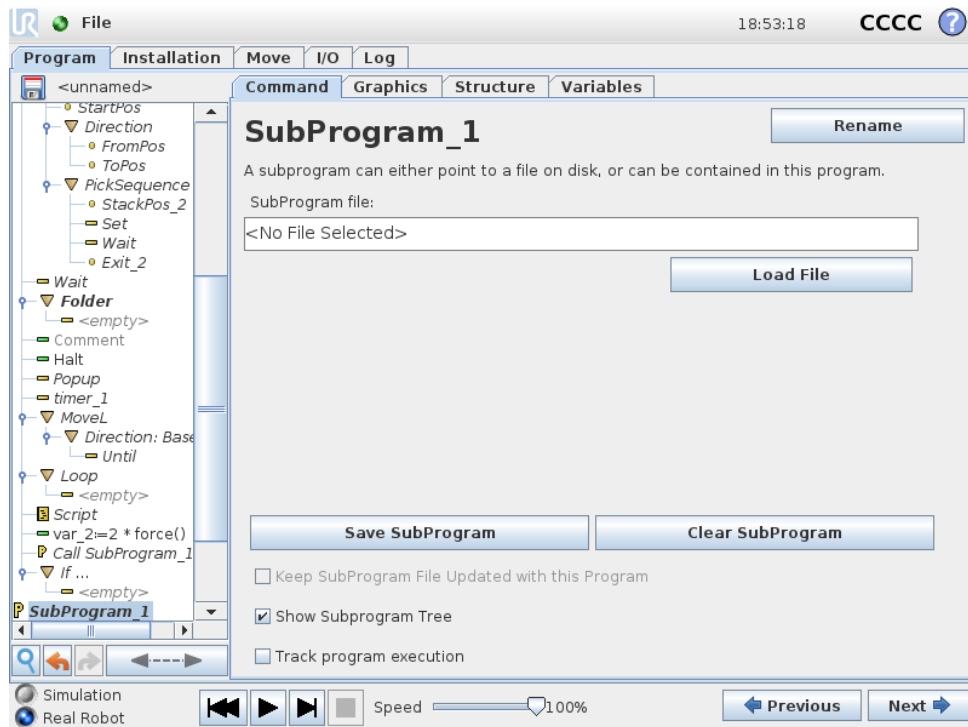 UR File 18:53:18 CCCC ?
Program Installation Move I/O Log
<unnamed> Command Graphics Structure Variables
StartPos
Direction
FromPos
ToPos
PickSequence
StackPos_2
Set
Wait
Exit_2
Wait
Folder
<empty>
Comment
Halt
Popup
timer_1
MoveL
Direction: Base
Until
Loop
<empty>
Script
var_2:=2 * force()
P Call SubProgram_1
If ...
<empty>
P SubProgram_1
SubProgram_1
Rename
A subprogram can either point to a file on disk, or can be contained in this program.
SubProgram file:
<No File Selected>
Load File
Save SubProgram Clear SubProgram
Keep SubProgram File Updated with this Program
Show Subprogram Tree
Track program execution
Simulation
Real Robot
Speed 100%
Previous Next